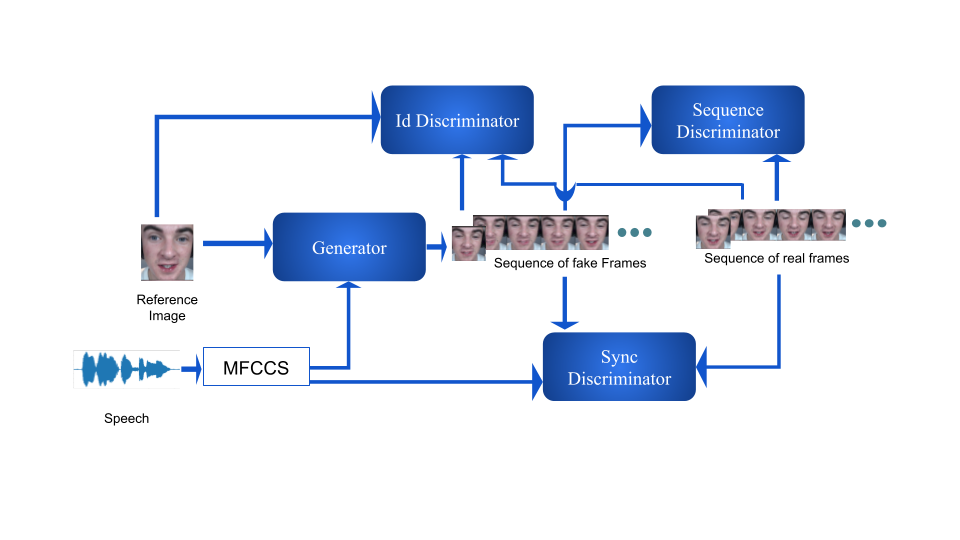 Id Discriminator
Sequence
Discriminator
Generator
Sequence of fake Frames
Sequence of real frames
Reference
Image
MFCCS
Sync
Discriminator
Speech